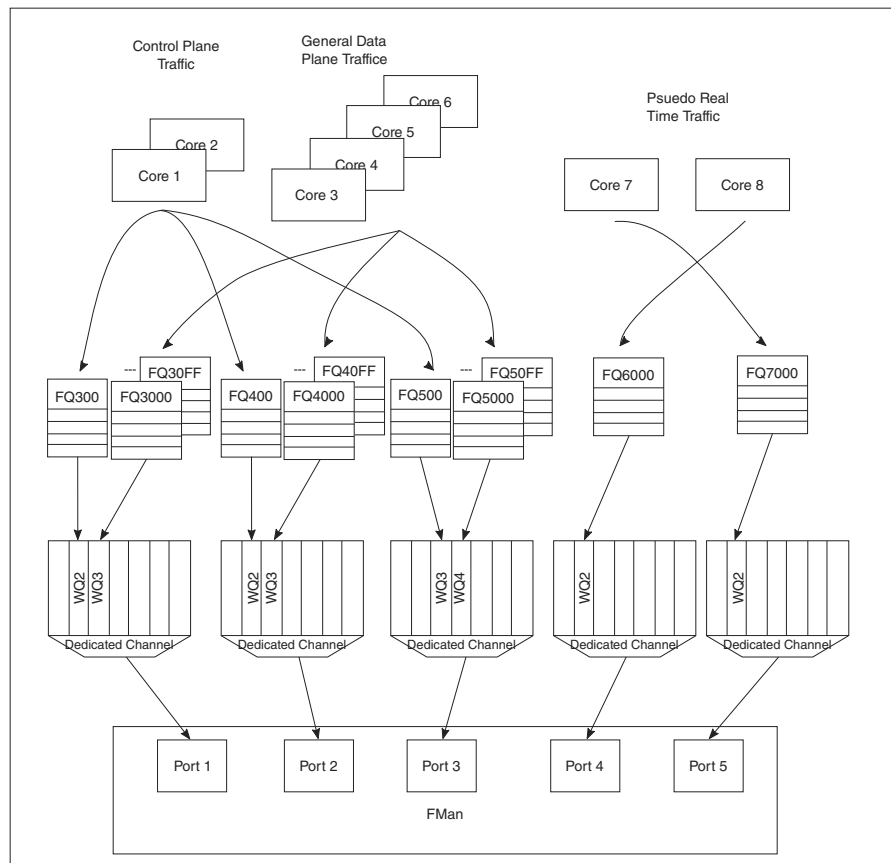 Control Plane
Traffic
General Data
Plane Traffice
Psuedo Real
Time Traffic
Core 6
Core 5
Core 4
Core 3
Core 2
Core 1
Core 7
Core 8
---
FQ30FF
FQ300
FQ3000
---
FQ40FF
FQ400
FQ4000
---
FQ50FF
FQ500
FQ5000
FQ6000
FQ7000
WQ2
WQ3
WQ2
WQ3
WQ3
WQ4
WQ2
WQ2
Dedicated Channel
Dedicated Channel
Dedicated Channel
Dedicated Channel
Dedicated Channel
Port 1
Port 2
Port 3
Port 4
Port 5
FMan